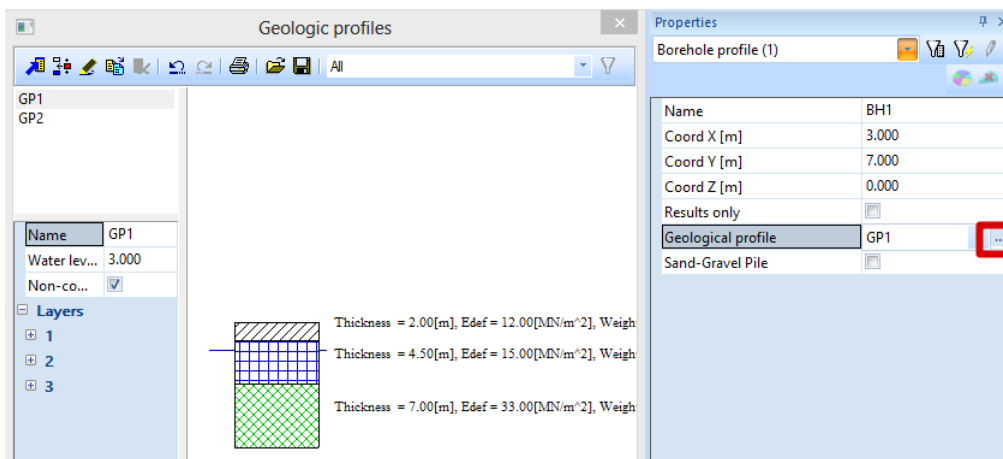 Geologic profiles
All
GP1
GP2
Name GP1
Water lev... 3.000
Non-co...
Layers
1
2
3
Thickness = 2.00[m], Edef = 12.00[MN/m^2], Weigh
Thickness = 4.50[m], Edef = 15.00[MN/m^2], Weigh
Thickness = 7.00[m], Edef = 33.00[MN/m^2], Weigh
Properties
Borehole profile (1)
Name BH1
Coord X [m] 3.000
Coord Y [m] 7.000
Coord Z [m] 0.000
Results only
Geological profile GP1 ...
Sand-Gravel Pile